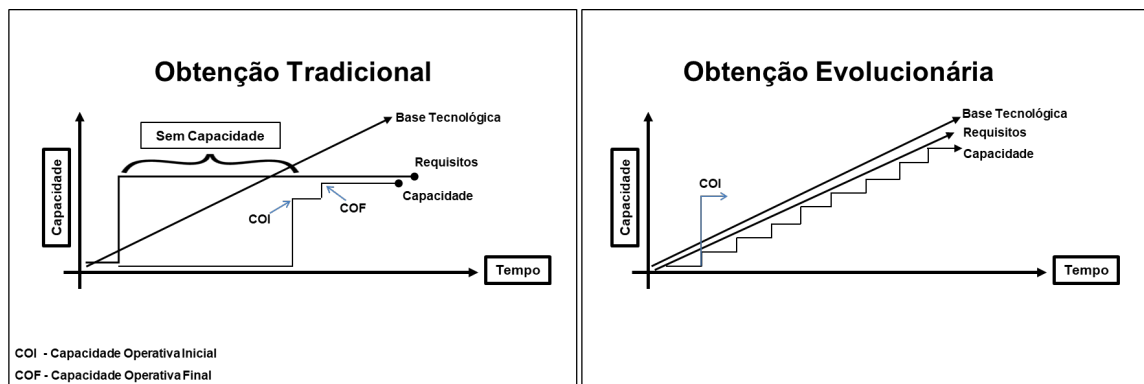 Obtenção Tradicional
Base Tecnológica
Sem Capacidade
Requisitos
Capacidade
Capacidade
COI
COF
Tempo
COI - Capacidade Operativa Inicial
COF - Capacidade Operativa Final
Obtenção Evolucionária
Base Tecnológica
Requisitos
Capacidade
COI
Capacidade
Tempo